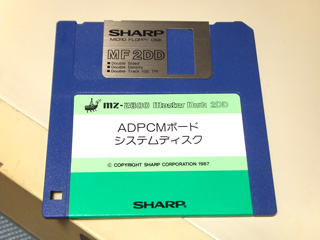 SHARP
MICRO FLOPPY DISK
MF2DD
■ Double Sided
■ Double Density
■ Double Track 135 TPI
mz-2800 Master Disk 2DD
ADPCMボード
システムディスク
© COPYRIGHT SHARP CORPORATION 1987
SHARP